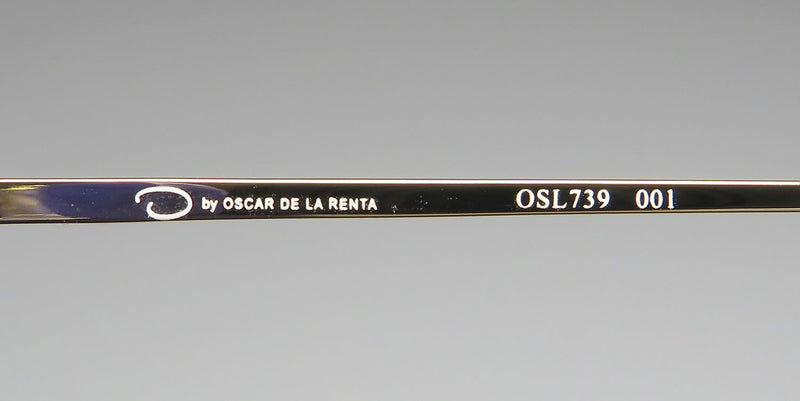 by OSCAR DE LA RENTA OSL739 001